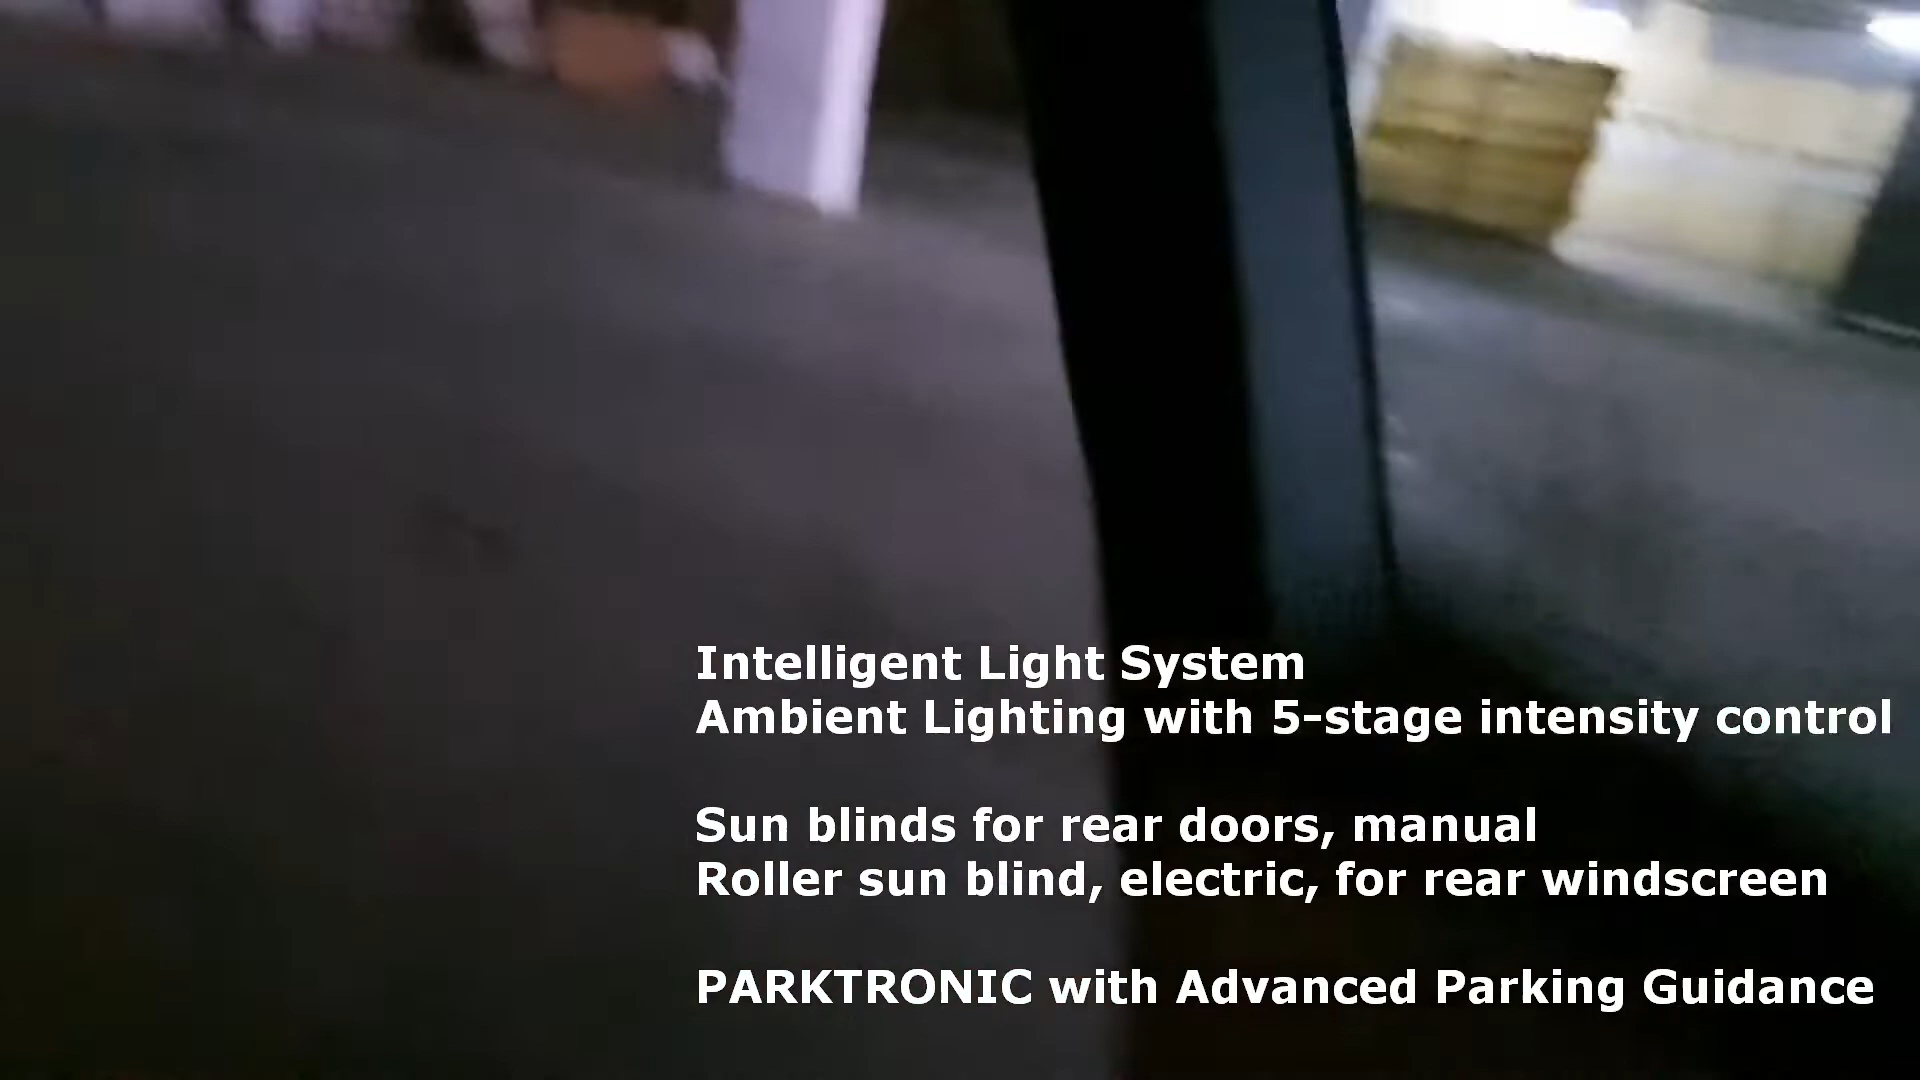 Intelligent Light System
Ambient Lighting with 5-stage intensity control
Sun blinds for rear doors, manual
Roller sun blind, electric, for rear windscreen
PARKTRONIC with Advanced Parking Guidance